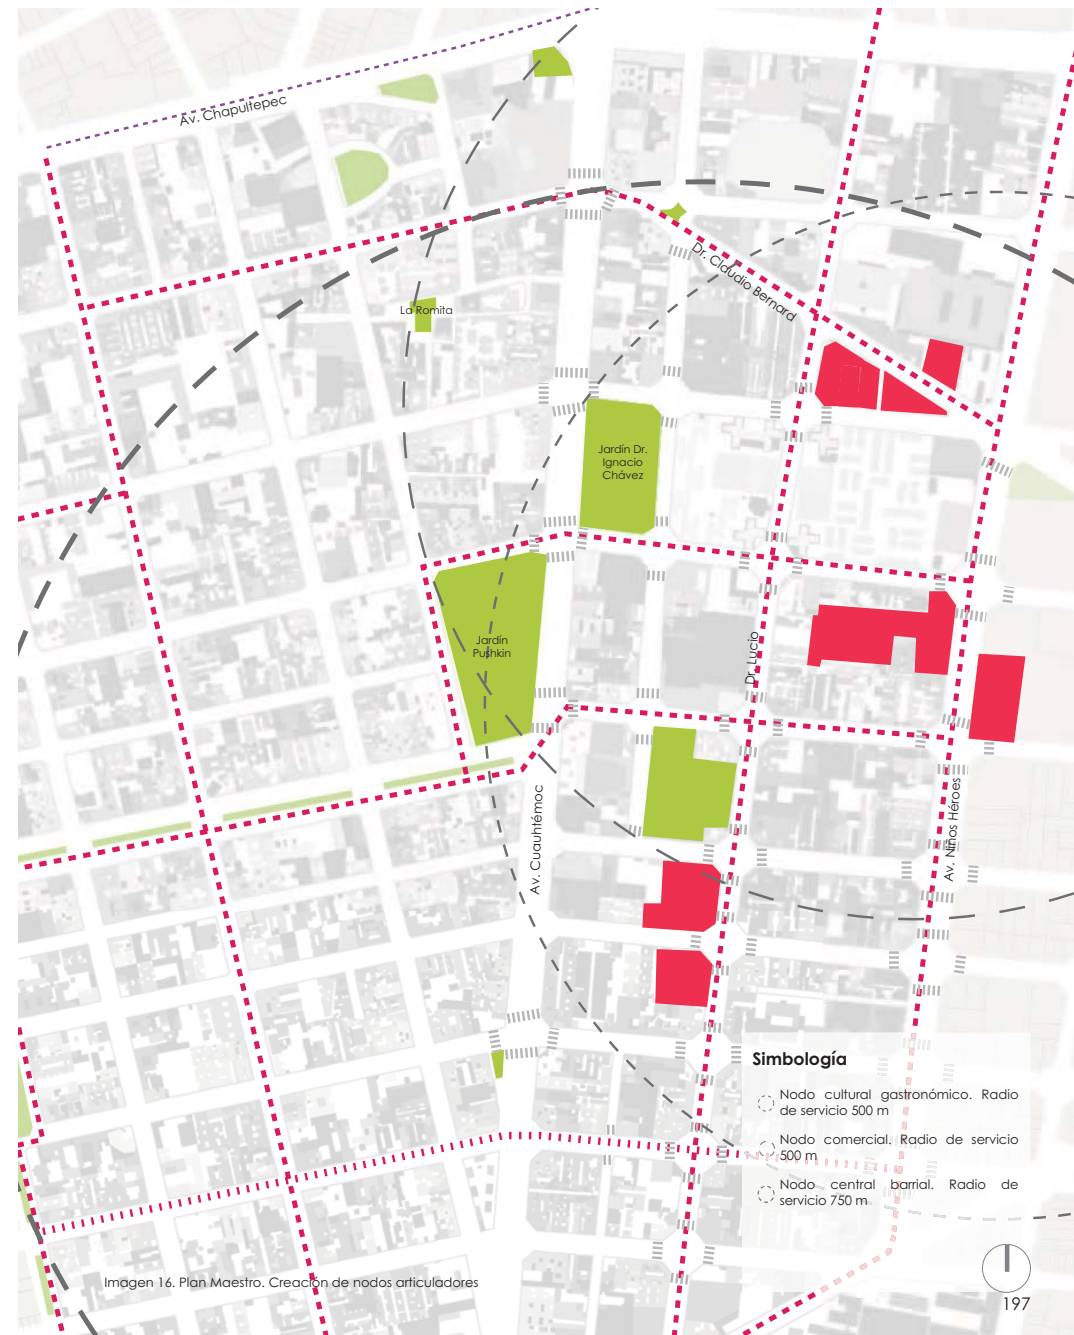 Av. Chapultepec
Dr. Claudio Bernard
La Romita
Jardín Dr.
Ignacio
Chávez
Jardín
Pushkin
Dr. Lucio
Av. Cuauhtémoc
Av. Niños Héroes
Simbología
Nodo cultural gastronómico. Radio
de servicio 500 m
Nodo comercial. Radio de servicio
500 m
Nodo central barrial. Radio de
servicio 750 m
Imagen 16. Plan Maestro. Creación de nodos articuladores
197